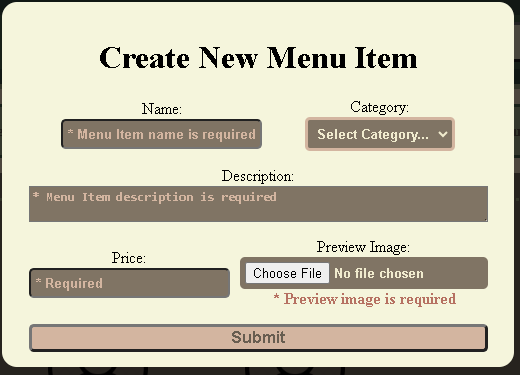 Create New Menu Item
Name:
Category:
* Menu Item name is required
Select Category...
Description:
* Menu Item description is required
Price:
Preview Image:
* Required
Choose File No file chosen
* Preview image is required
Submit